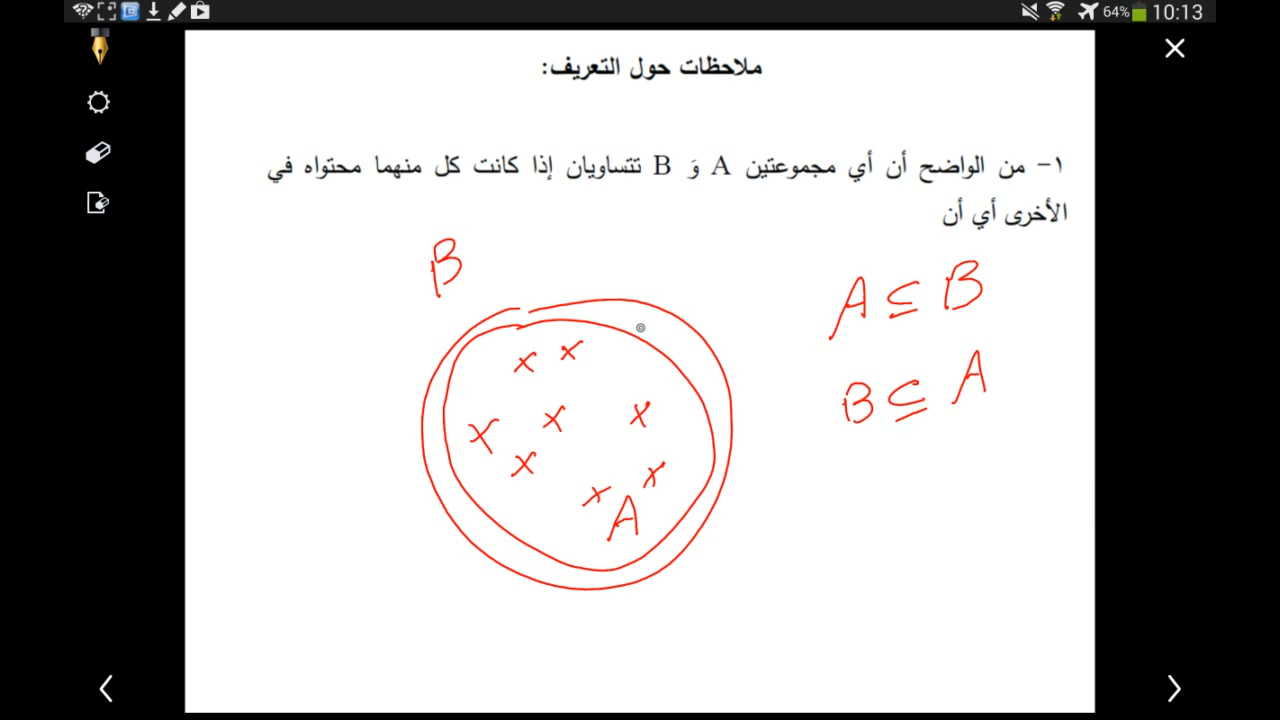 64% 10:13
ملاحظات حول التعريف:
١- من الواضح أن أي مجموعتين A وَ B تتساويان إذا كانت كل منهما محتواه في
الأخرى أي أن
B
A ⊆ B
B ⊆ A
x x
x x x
x x
x A